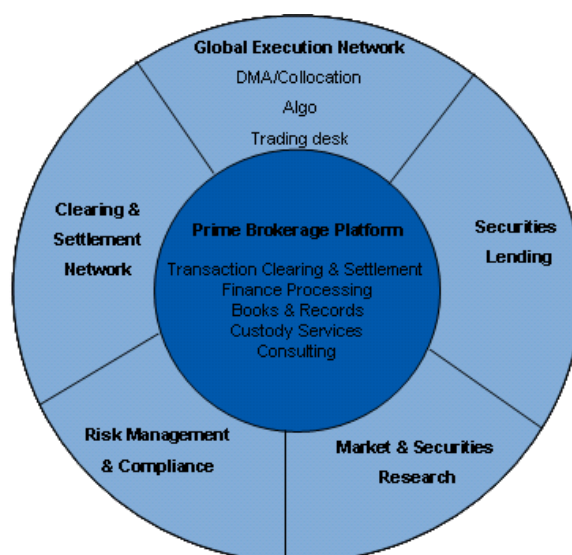 Global Execution Network
DMA/Collocation
Algo
Trading desk
Clearing &
Settlement
Network
Prime Brokerage Platform
Transaction Clearing & Settlement
Finance Processing
Books & Records
Custody Services
Consulting
Securities
Lending
Risk Management
& Compliance
Market & Securities
Research